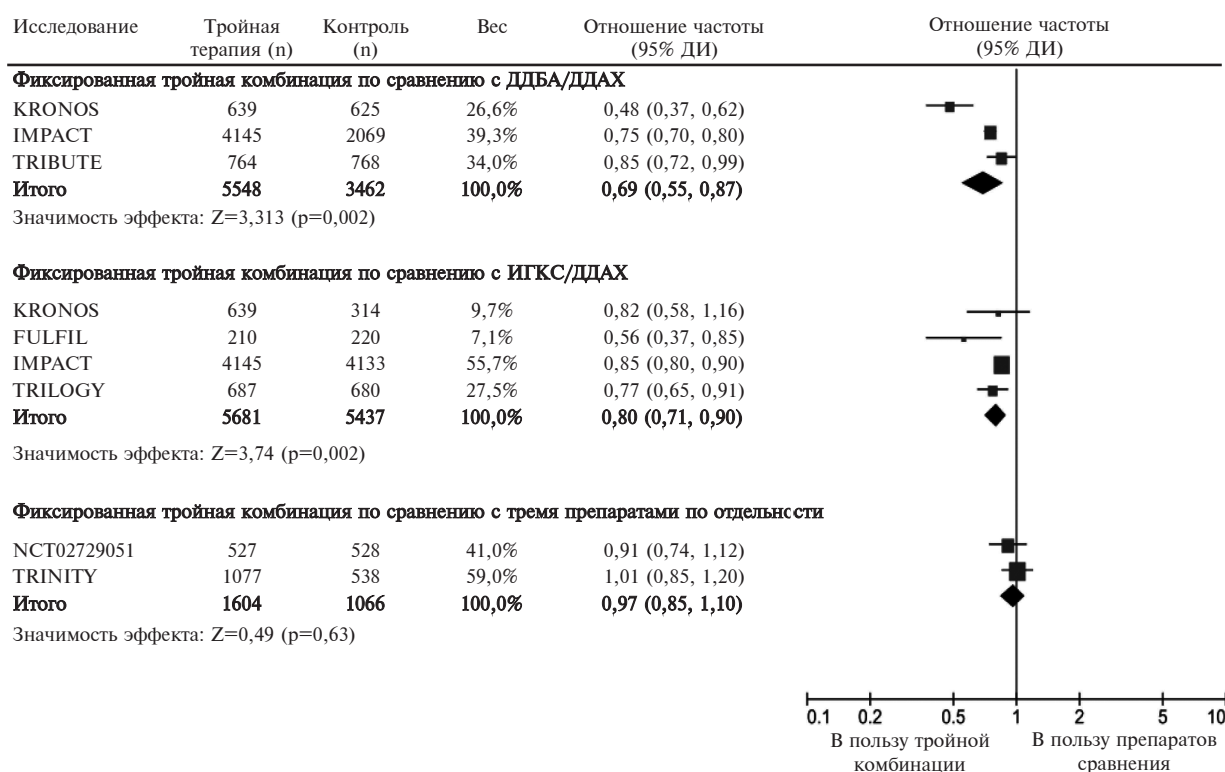 Исследование Тройная Контроль Вес Отношение частоты Отношение частоты
терапия (n) (n) (95% ДИ) (95% ДИ)
Фиксированная тройная комбинация по сравнению с ДДБА/ДДАХ
KRONOS 639 625 26,6% 0,48 (0,37, 0,62)
IMPACT 4145 2069 39,3% 0,75 (0,70, 0,80)
TRIBUTE 764 768 34,0% 0,85 (0,72, 0,99)
Итого 5548 3462 100,0% 0,69 (0,55, 0,87)
Значимость эффекта: Z=3,313 (p=0,002)
Фиксированная тройная комбинация по сравнению с ИГКС/ДДАХ
KRONOS 639 314 9,7% 0,82 (0,58, 1,16)
FULFIL 210 220 7,1% 0,56 (0,37, 0,85)
IMPACT 4145 4133 55,7% 0,85 (0,80, 0,90)
TRILOGY 687 680 27,5% 0,77 (0,65, 0,91)
Итого 5681 5437 100,0% 0,80 (0,71, 0,90)
Значимость эффекта: Z=3,74 (p=0,002)
Фиксированная тройная комбинация по сравнению с тремя препаратами по отдельности
NCT02729051 527 528 41,0% 0,91 (0,74, 1,12)
TRINITY 1077 538 59,0% 1,01 (0,85, 1,20)
Итого 1604 1066 100,0% 0,97 (0,85, 1,10)
Значимость эффекта: Z=0,49 (p=0,63)
0.1 0.2 0.5 1 2 5 10
В пользу тройной В пользу препаратов
комбинации сравнения